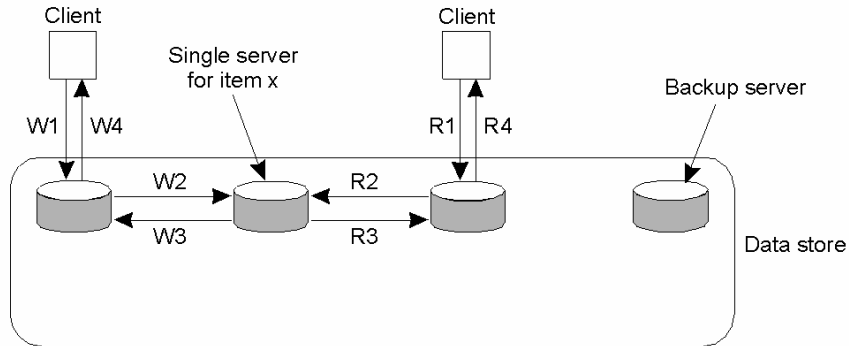 Client
Client
Single server
for item x
Backup server
W1
W4
R1
R4
W2
R2
W3
R3
Data store